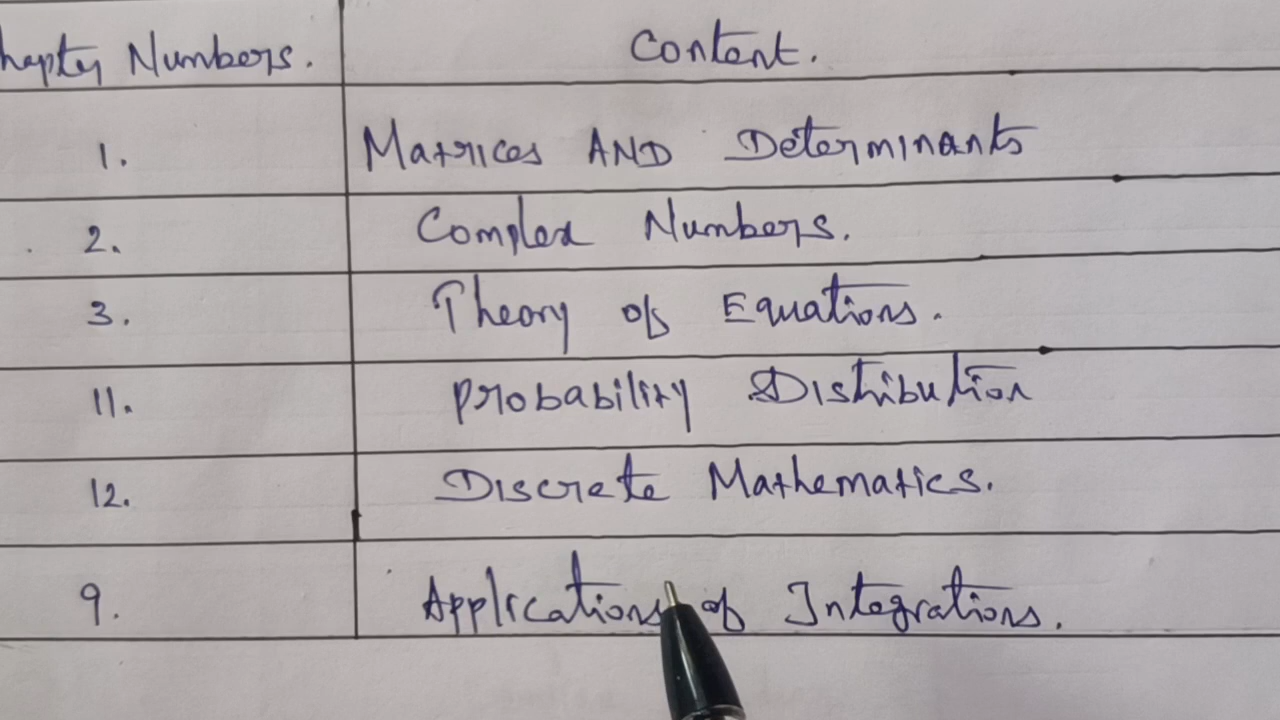 hapter Numbers. Content.
1. Matrices AND Determinants
2. Complex Numbers.
3. Theory of Equations.
11. Probability Distribution
12. Discrete Mathematics.
9. Applications of Integrations.